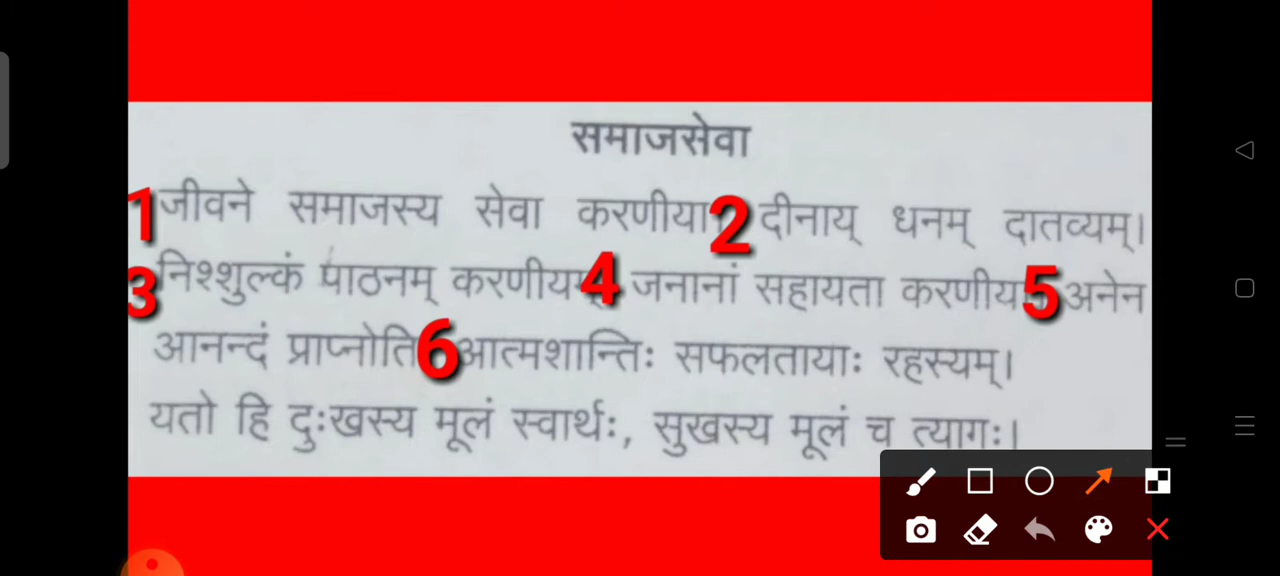 समाजसेवा
1 जीवने समाजस्य सेवा करणीया 2 दीनाय् धनम् दातव्यम्।
3 निश्शुल्कं पाठनम् करणीयम् 4 जनानां सहायता करणीया 5 अनेन
आनन्दं प्राप्नोति 6 आत्मशान्तिः सफलतायाः रहस्यम्।
यतो हि दुःखस्य मूलं स्वार्थः, सुखस्य मूलं च त्यागः।